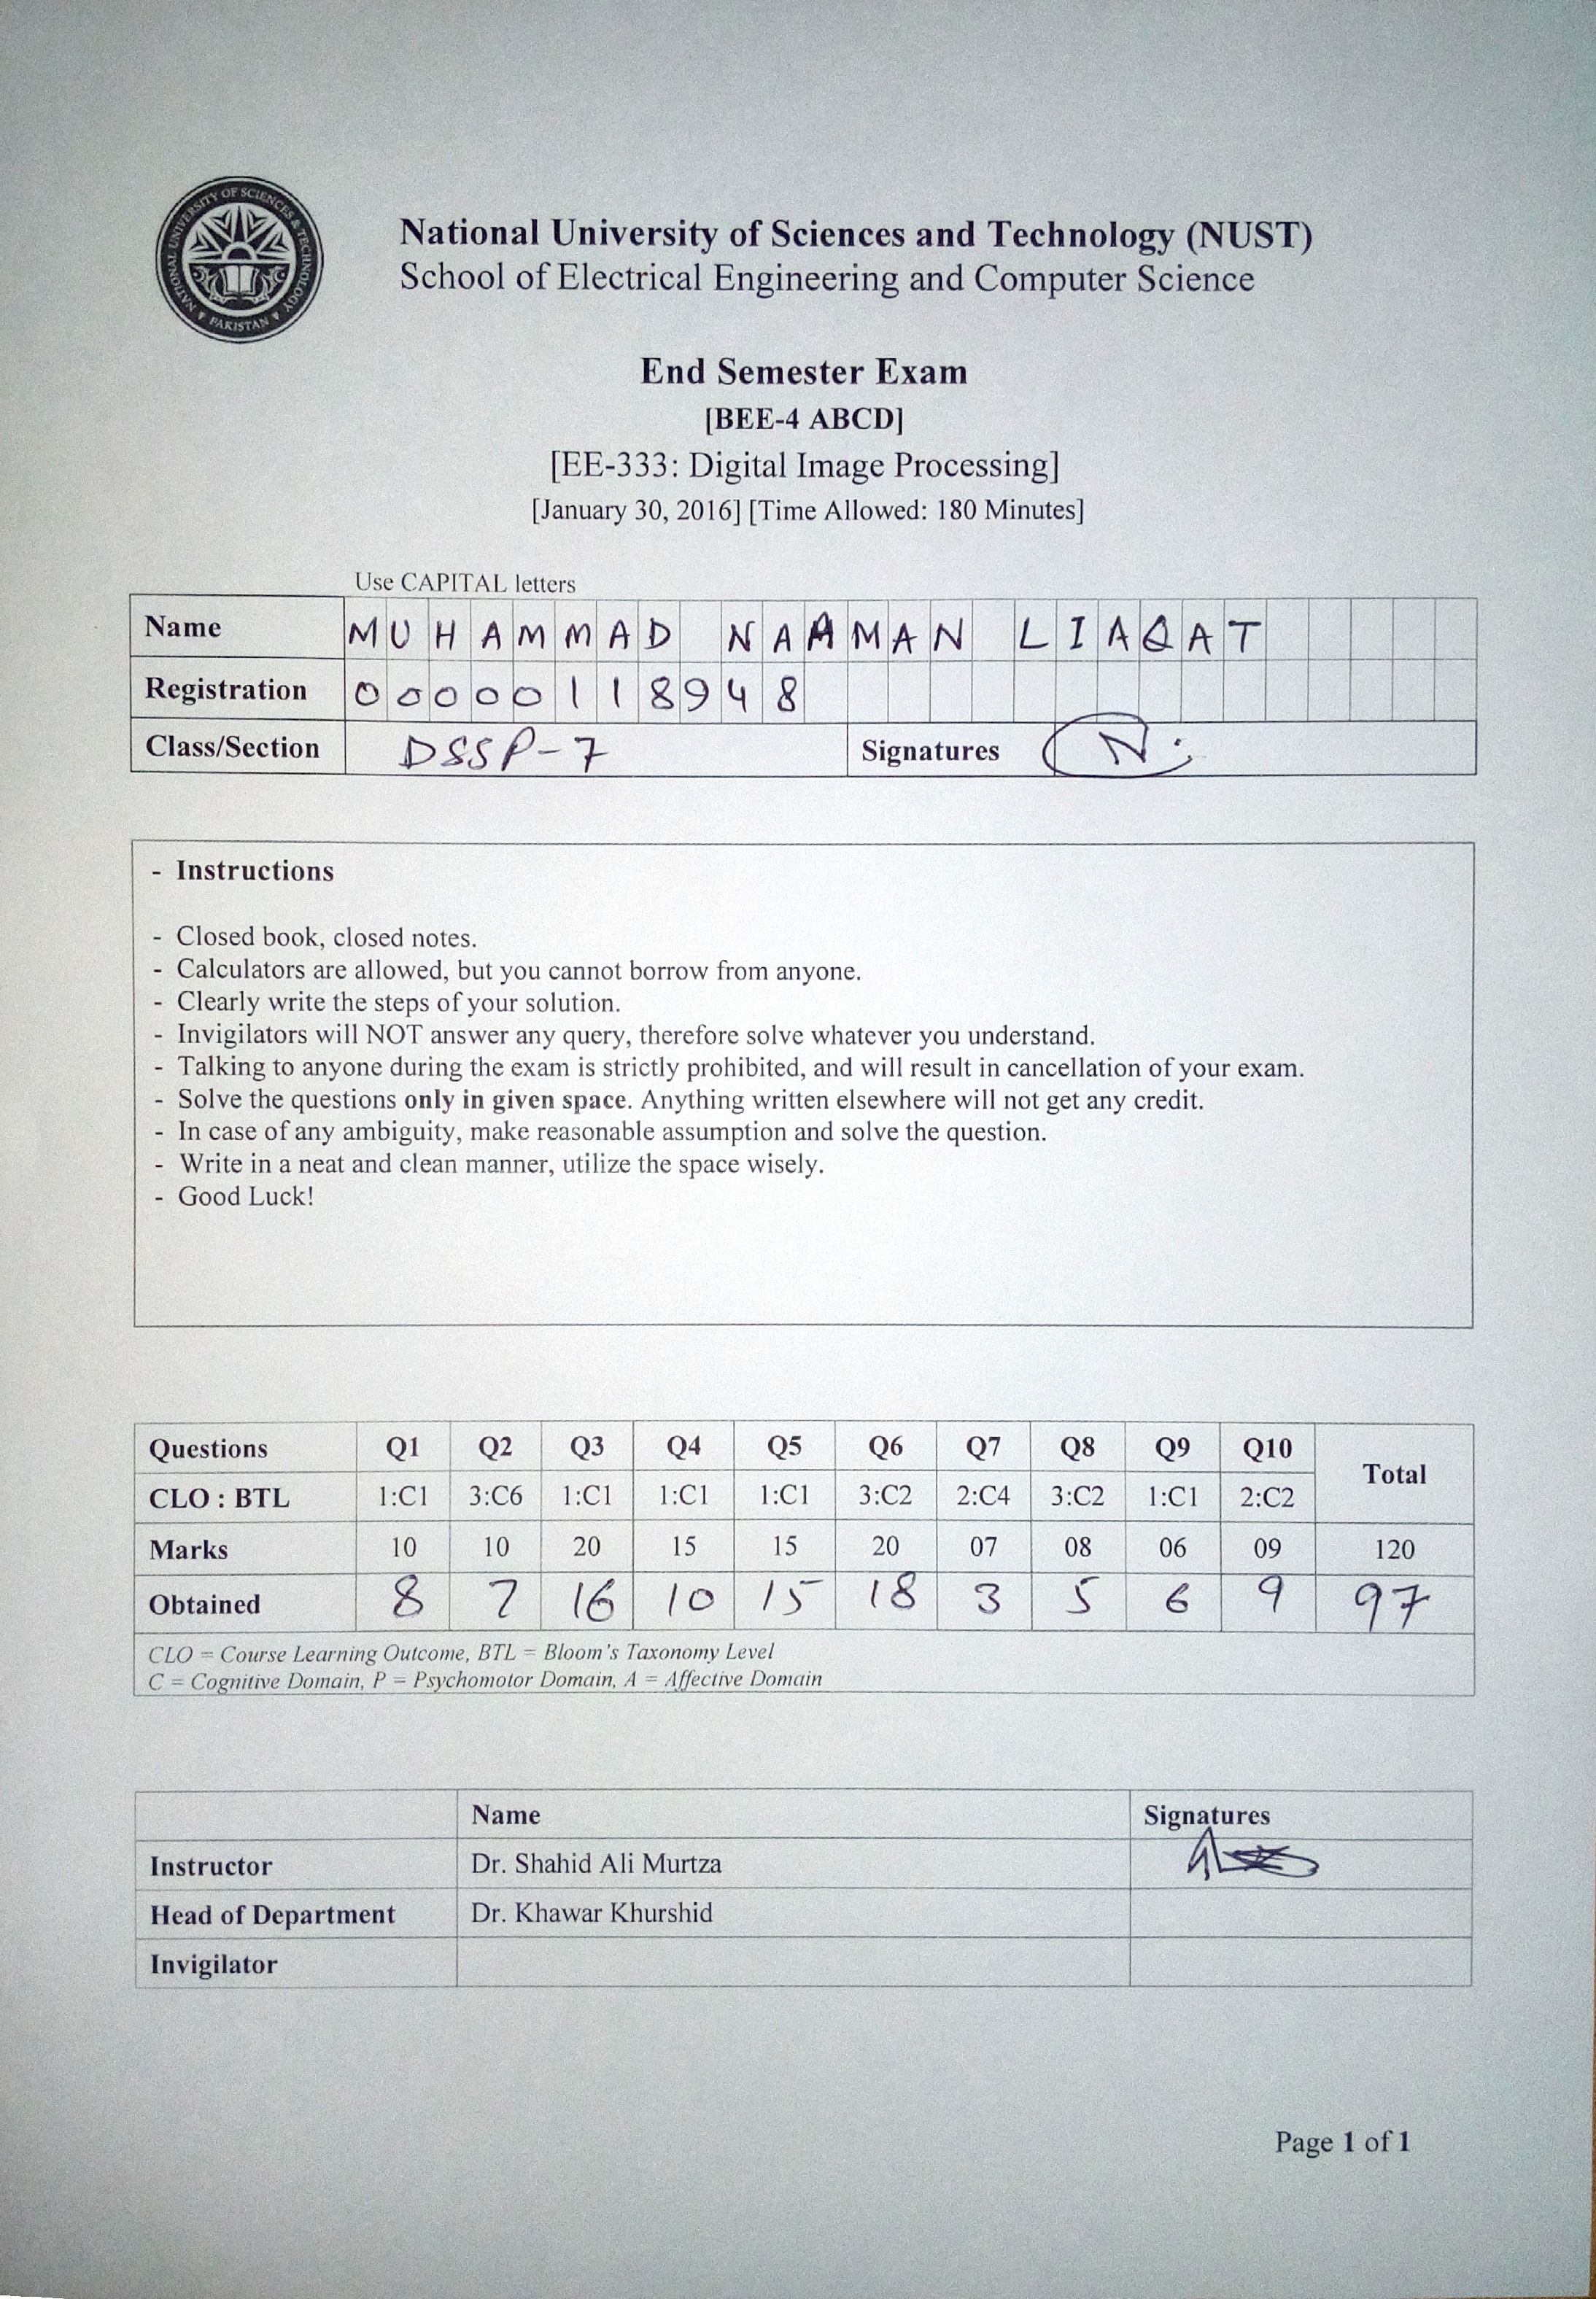 NATIONAL UNIVERSITY OF SCIENCES & TECHNOLOGY
PAKISTAN
National University of Sciences and Technology (NUST)
School of Electrical Engineering and Computer Science
End Semester Exam
[BEE-4 ABCD]
[EE-333: Digital Image Processing]
[January 30, 2016] [Time Allowed: 180 Minutes]
Use CAPITAL letters
Name MUHAMMAD NAAMAN LIAQAT
Registration 00000118948
Class/Section DSSP-7 Signatures N
- Instructions
- Closed book, closed notes.
- Calculators are allowed, but you cannot borrow from anyone.
- Clearly write the steps of your solution.
- Invigilators will NOT answer any query, therefore solve whatever you understand.
- Talking to anyone during the exam is strictly prohibited, and will result in cancellation of your exam.
- Solve the questions only in given space. Anything written elsewhere will not get any credit.
- In case of any ambiguity, make reasonable assumption and solve the question.
- Write in a neat and clean manner, utilize the space wisely.
- Good Luck!
Questions Q1 Q2 Q3 Q4 Q5 Q6 Q7 Q8 Q9 Q10 Total
CLO : BTL 1:C1 3:C6 1:C1 1:C1 1:C1 3:C2 2:C4 3:C2 1:C1 2:C2
Marks 10 10 20 15 15 20 07 08 06 09 120
Obtained 8 7 16 10 15 18 3 5 6 9 97
CLO = Course Learning Outcome, BTL = Bloom's Taxonomy Level
C = Cognitive Domain, P = Psychomotor Domain, A = Affective Domain
Name Signatures
Instructor Dr. Shahid Ali Murtza
Head of Department Dr. Khawar Khurshid
Invigilator
Page 1 of 1